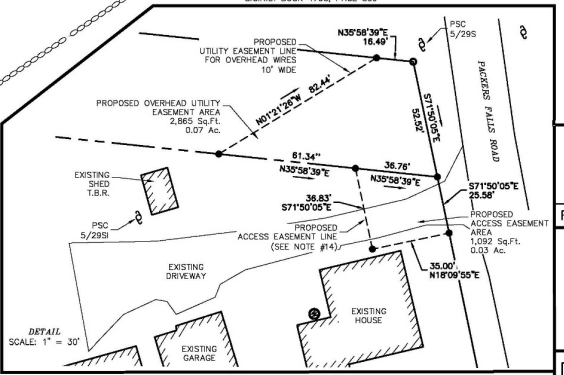 N35°58'39"E
16.49'
PSC
5/29S
PROPOSED
UTILITY EASEMENT LINE
FOR OVERHEAD WIRES
10' WIDE
PACKERS FALLS ROAD
N01°21'26"W 82.44'
S71°50'05"E
52.52'
PROPOSED OVERHEAD UTILITY
EASEMENT AREA
2,865 Sq.Ft.
0.07 Ac.
61.34"
36.76'
N35°58'39"E
N35°58'39"E
EXISTING
SHED
T.B.R.
36.83'
S71°50'05"E
S71°50'05"E
25.58'
PSC
5/29SI
PROPOSED
ACCESS EASEMENT LINE
(SEE NOTE #14)
PROPOSED
ACCESS EASEMENT
AREA
1,092 Sq.Ft.
0.03 Ac.
EXISTING
DRIVEWAY
35.00'
N18°09'55"E
DETAIL
SCALE: 1" = 30'
EXISTING
HOUSE
EXISTING
GARAGE